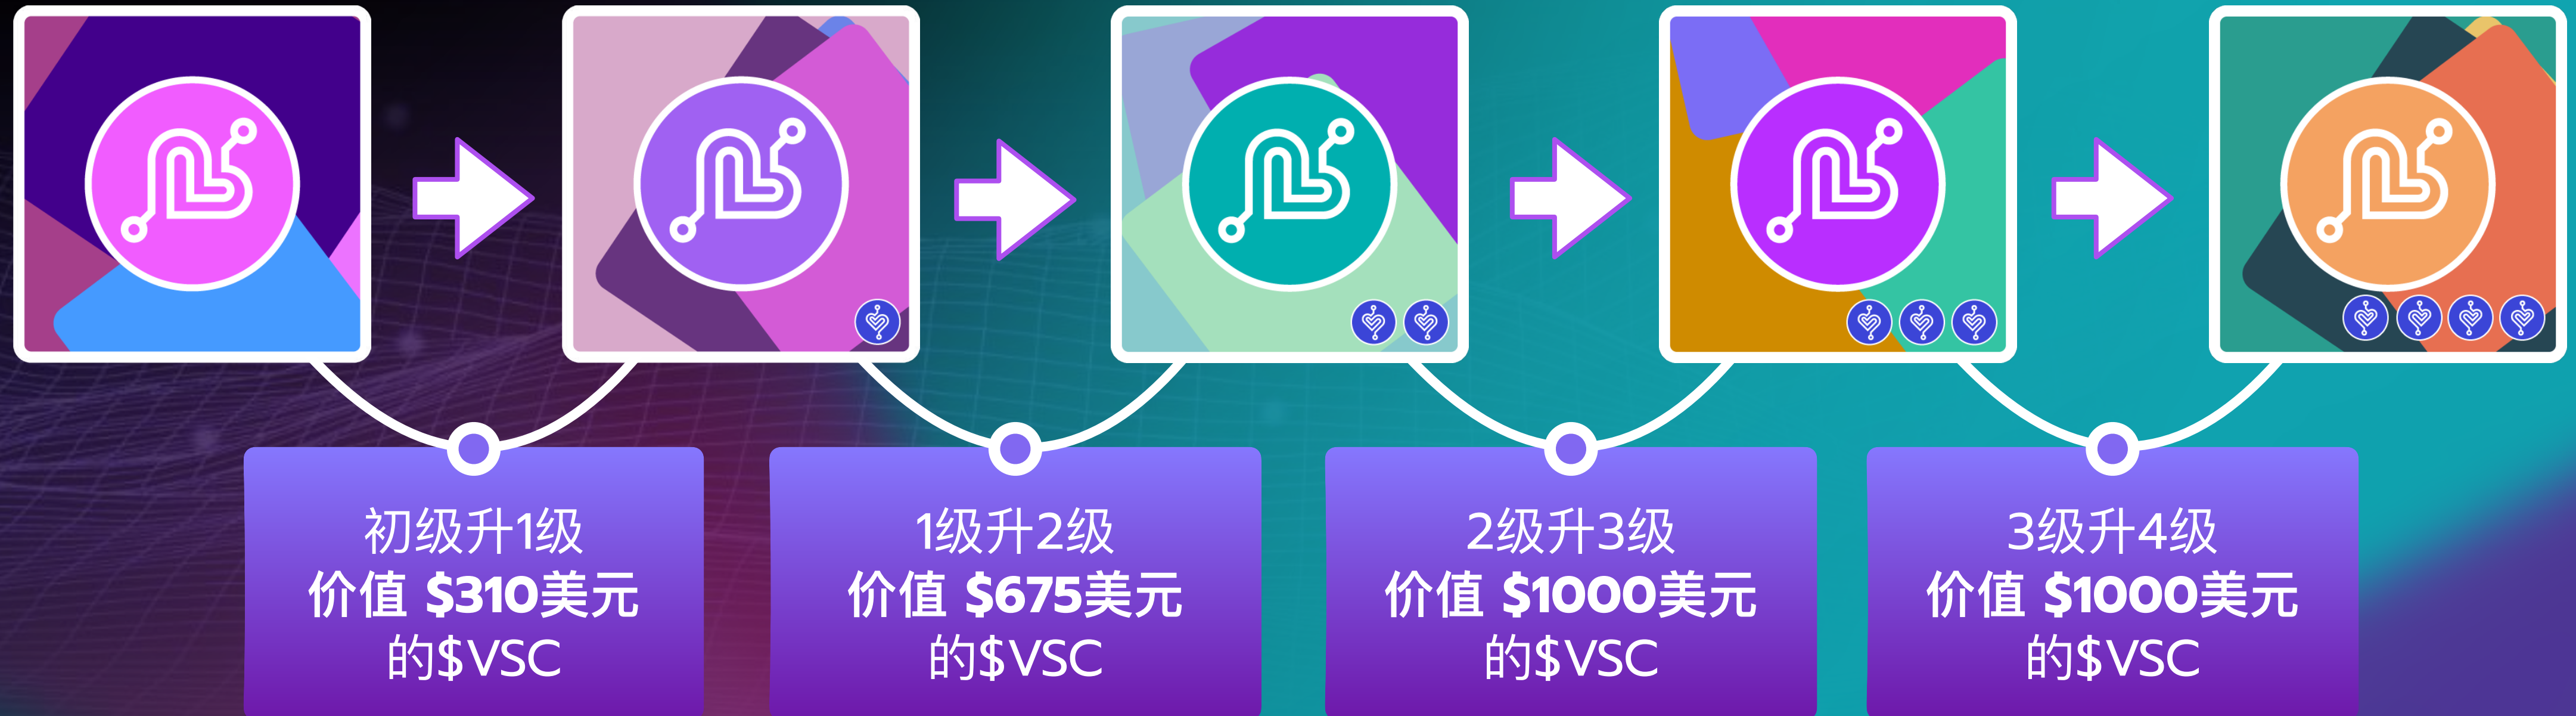 初级升1级
价值 $310美元
的$VSC
1级升2级
价值 $675美元
的$VSC
2级升3级
价值 $1000美元
的$VSC
3级升4级
价值 $1000美元
的$VSC